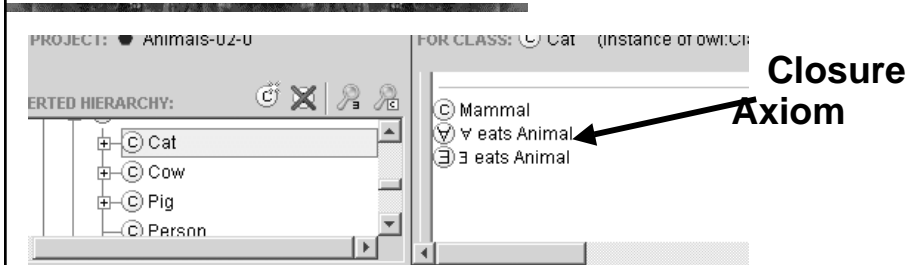 PROJECT: ● Animals-02-0
FOR CLASS: Ⓒ Cat (instance of owl:Cl
ERTED HIERARCHY:
Ⓒ Cat
Ⓒ Cow
Ⓒ Pig
Ⓒ Person
Ⓒ Mammal
∀ ∀ eats Animal
∃ ∃ eats Animal
Closure
Axiom